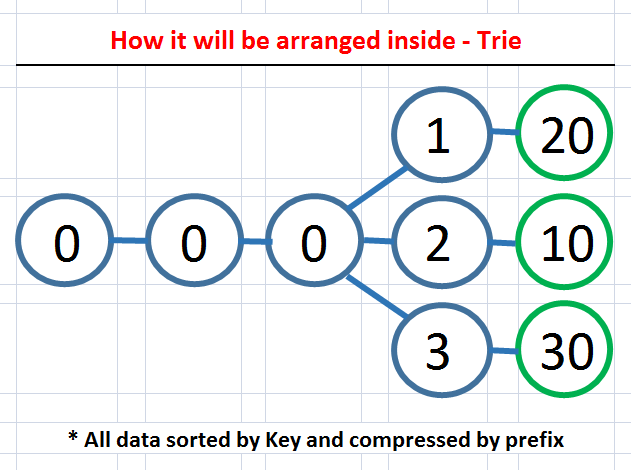 How it will be arranged inside - Trie
1 20
0 0 0 2 10
3 30
* All data sorted by Key and compressed by prefix